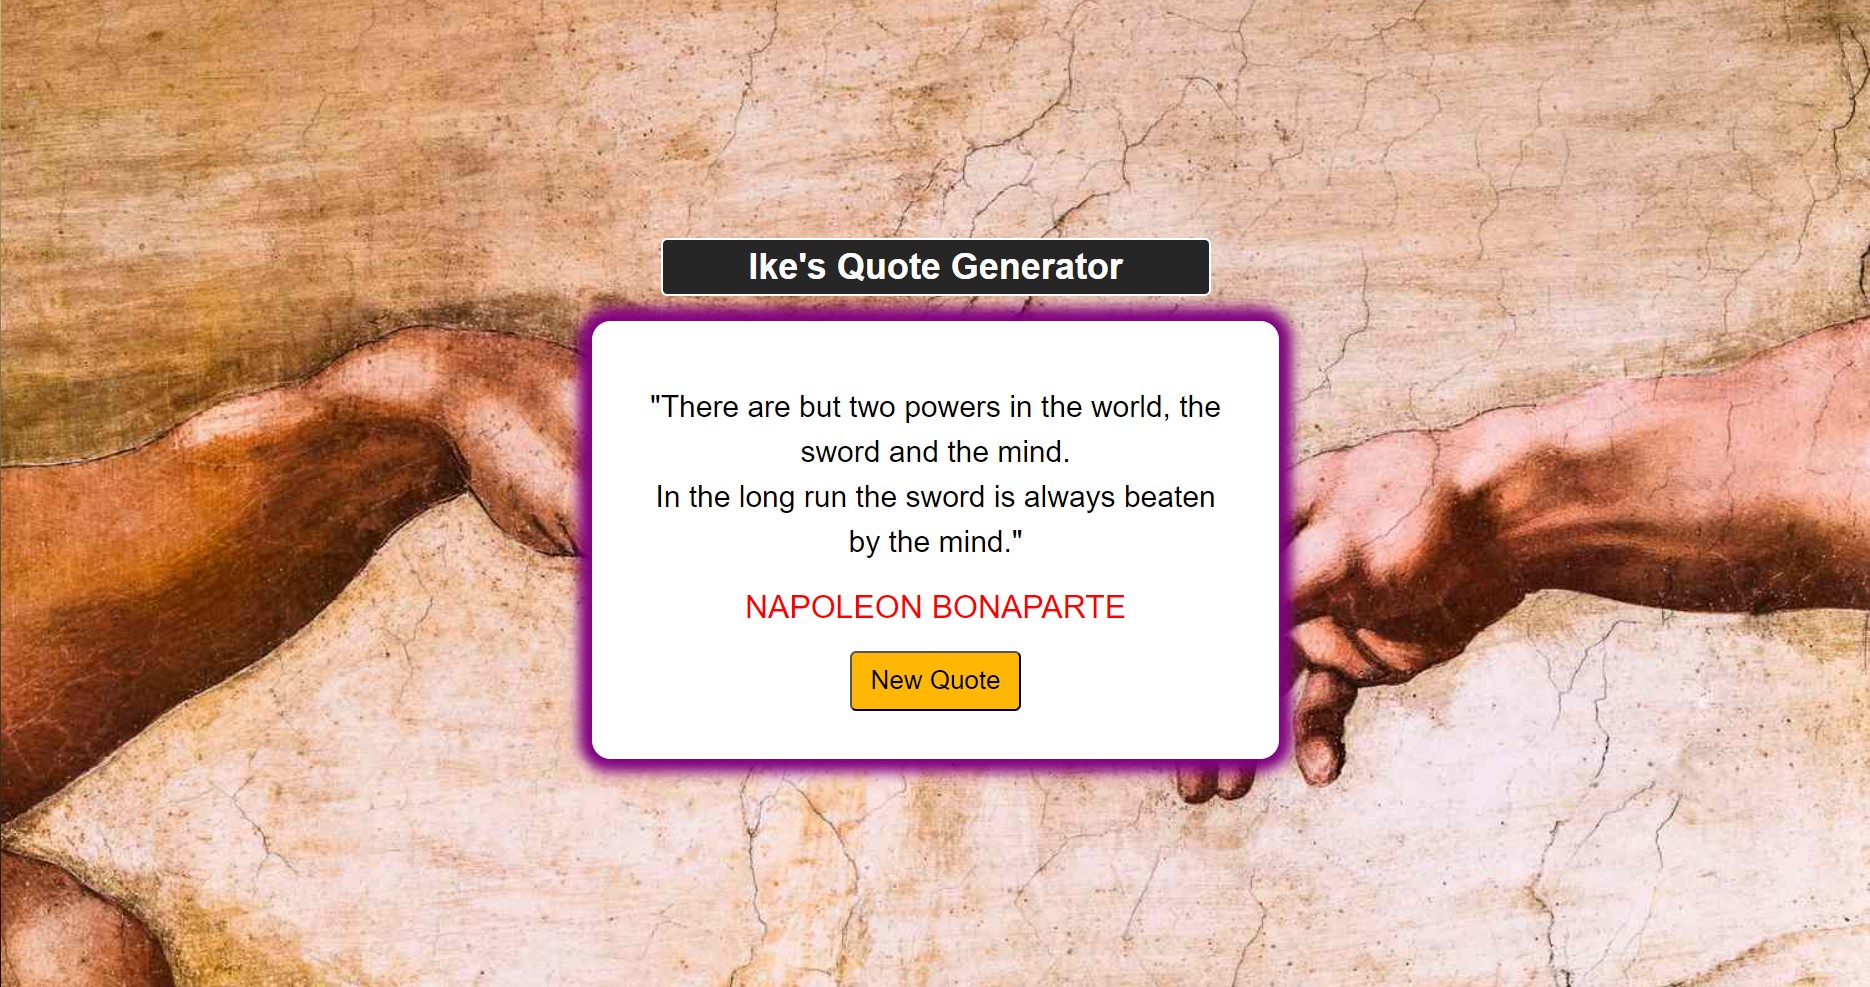 Ike's Quote Generator
"There are but two powers in the world, the
sword and the mind.
In the long run the sword is always beaten
by the mind."
NAPOLEON BONAPARTE
New Quote